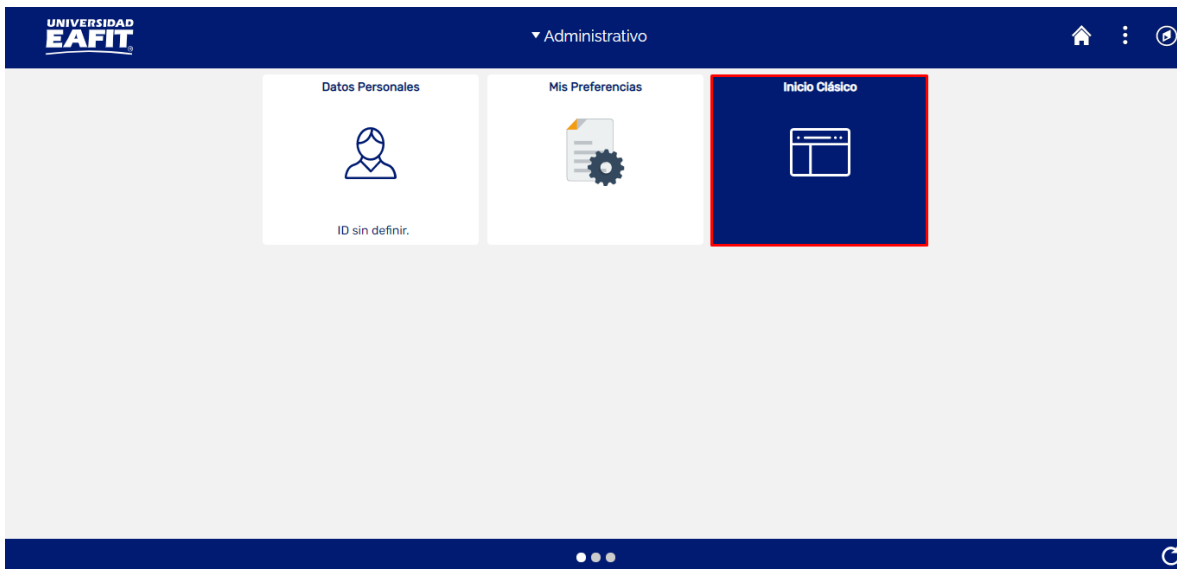 UNIVERSIDAD
EAFIT
Administrativo
Datos Personales
Mis Preferencias
Inicio Clásico
ID sin definir.